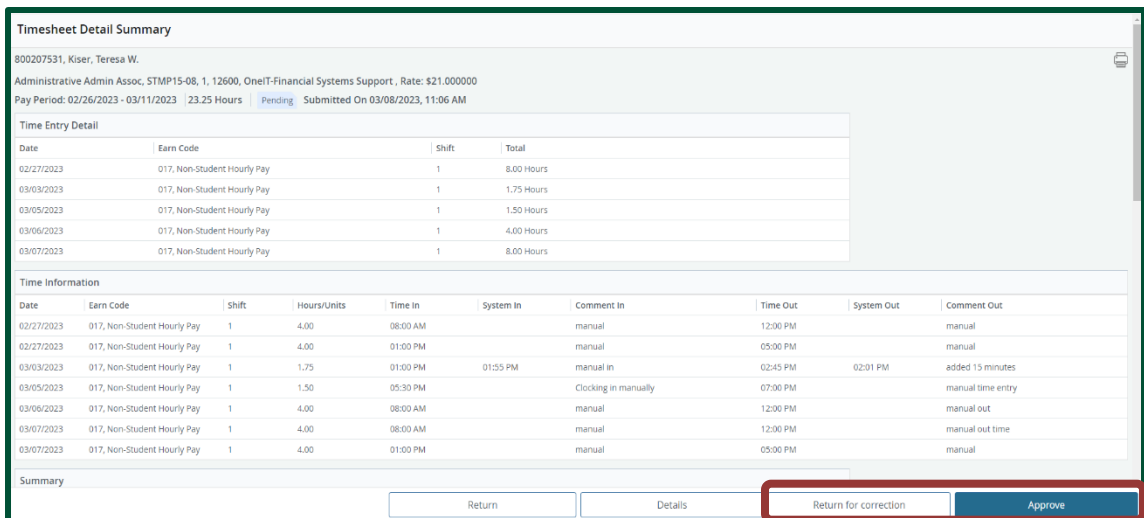 Timesheet Detail Summary
800207531, Kiser, Teresa W.
Administrative Admin Assoc, STMP15-08, 1, 12600, OneIT-Financial Systems Support , Rate: $21.000000
Pay Period: 02/26/2023 - 03/11/2023 23.25 Hours Pending Submitted On 03/08/2023, 11:06 AM
Time Entry Detail
Date Earn Code Shift Total
02/27/2023 017, Non-Student Hourly Pay 1 8.00 Hours
03/03/2023 017, Non-Student Hourly Pay 1 1.75 Hours
03/05/2023 017, Non-Student Hourly Pay 1 1.50 Hours
03/06/2023 017, Non-Student Hourly Pay 1 4.00 Hours
03/07/2023 017, Non-Student Hourly Pay 1 8.00 Hours
Time Information
Date Earn Code Shift Hours/Units Time In System In Comment In Time Out System Out Comment Out
02/27/2023 017, Non-Student Hourly Pay 1 4.00 08:00 AM manual 12:00 PM manual
02/27/2023 017, Non-Student Hourly Pay 1 4.00 01:00 PM manual 05:00 PM manual
03/03/2023 017, Non-Student Hourly Pay 1 1.75 01:00 PM 01:55 PM manual in 02:45 PM 02:01 PM added 15 minutes
03/05/2023 017, Non-Student Hourly Pay 1 1.50 05:30 PM Clocking in manually 07:00 PM manual time entry
03/06/2023 017, Non-Student Hourly Pay 1 4.00 08:00 AM manual 12:00 PM manual out
03/07/2023 017, Non-Student Hourly Pay 1 4.00 08:00 AM manual 12:00 PM manual out time
03/07/2023 017, Non-Student Hourly Pay 1 4.00 01:00 PM manual 05:00 PM manual
Summary
Return Details Return for correction Approve